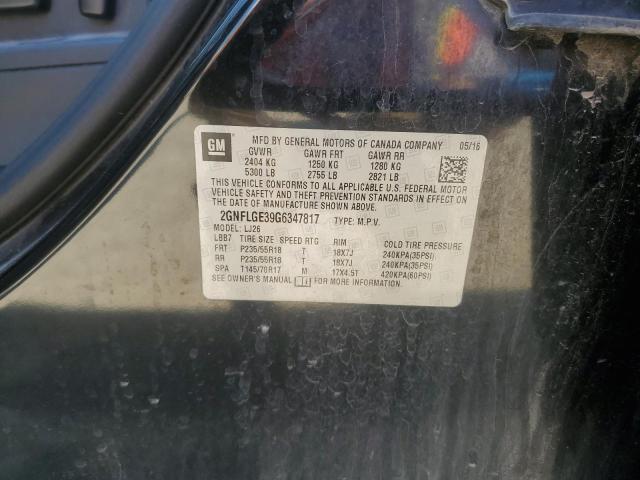 GM MFD BY GENERAL MOTORS OF CANADA COMPANY 05/16
GVWR GAWR FRT GAWR RR
2404 KG 1250 KG 1280 KG
5300 LB 2755 LB 2821 LB
THIS VEHICLE CONFORMS TO ALL APPLICABLE U.S. FEDERAL MOTOR
VEHICLE SAFETY AND THEFT PREVENTION STANDARDS IN EFFECT ON
THE DATE OF MANUFACTURE SHOWN ABOVE.
2GNFLGE39G6347817 TYPE: M.P.V.
MODEL: LJ26
LBB7 TIRE SIZE SPEED RTG RIM COLD TIRE PRESSURE
FRT P235/55R18 T 18X7J 240KPA(35PSI)
RR P235/55R18 T 18X7J 240KPA(35PSI)
SPA T145/70R17 M 17X4.5T 420KPA(60PSI)
SEE OWNER'S MANUAL FOR MORE INFORMATION.